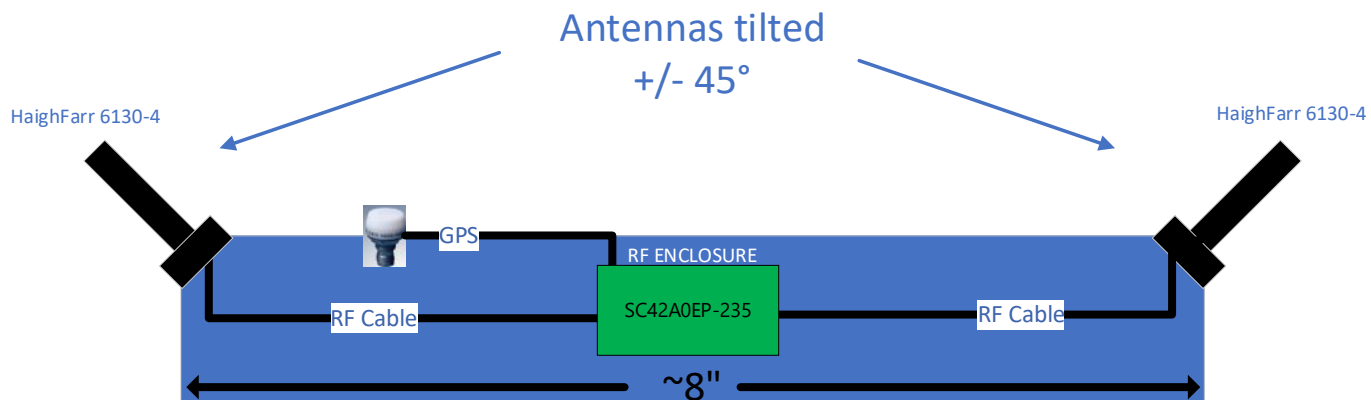 Antennas tilted
+/- 45°
HaighFarr 6130-4
HaighFarr 6130-4
GPS
RF ENCLOSURE
SC42A0EP-235
RF Cable
RF Cable
~8"